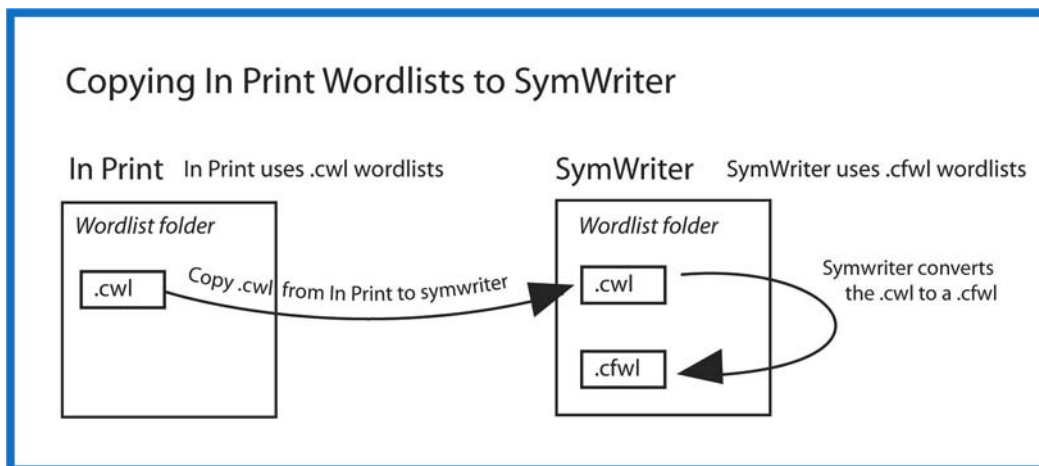 Copying In Print Wordlists to SymWriter
In Print In Print uses .cwl wordlists
SymWriter SymWriter uses .cfwl wordlists
Wordlist folder
.cwl
Copy .cwl from In Print to symwriter
Wordlist folder
.cwl
.cfwl
Symwriter converts
the .cwl to a .cfwl